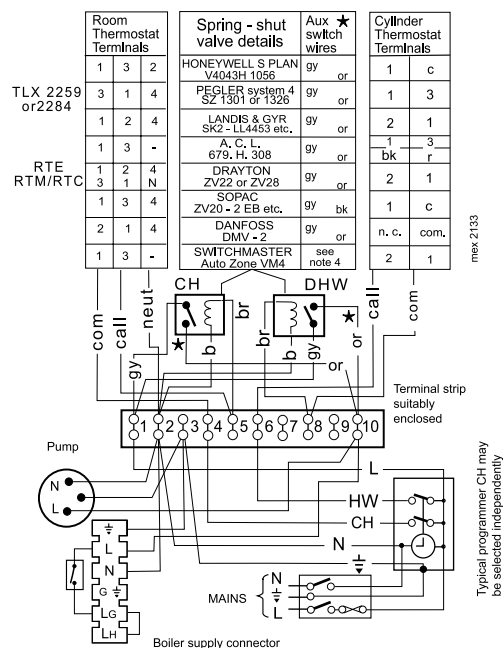 Room
Thermostat
Terminals
Spring - shut
valve details
Aux ★
switch
wires
Cylinder
Thermostat
Terminals
1 3 2 HONEYWELL S PLAN V4043H 1056 gy or 1 c
TLX 2259 or2284
3 1 4 PEGLER system 4 SZ 1301 or 1326 gy or 1 3
1 2 4 LANDIS & GYR SK2 - LL4453 etc. gy or 2 1
1 3 - A. C. L. 679. H. 308 gy or 1 bk 3 r
RTE
RTM/RTC
1 2 4
3 1 N
DRAYTON ZV22 or ZV28 gy or 2 1
1 3 4 SOPAC ZV20 - 2 EB etc. gy bk 1 c
2 1 4 DANFOSS DMV - 2 gy or n. c. com.
1 3 - SWITCHMASTER Auto Zone VM4 see note 4 2 1
mex 2133
CH
DHW
com
call
neut
gy
★
b
br
br
b
gy
or
★
or
call
com
Terminal strip
suitably
enclosed
1 2 3 4 5 6 7 8 9 10
Pump
N
L
L
HW
CH
N
Typical programmer CH may
be selected independently
L
N
G
LG
LH
MAINS
N
L
Boiler supply connector